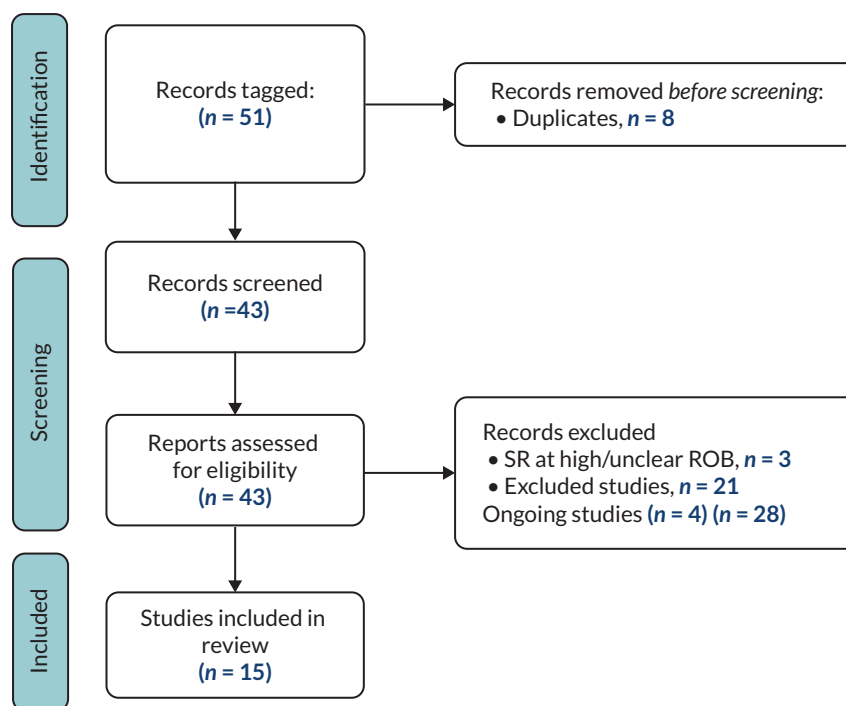 Identification
Records tagged:
(n = 51)
Records removed before screening:
• Duplicates, n = 8
Screening
Records screened
(n =43)
Reports assessed
for eligibility
(n = 43)
Records excluded
• SR at high/unclear ROB, n = 3
• Excluded studies, n = 21
Ongoing studies (n = 4) (n = 28)
Included
Studies included in
review
(n = 15)